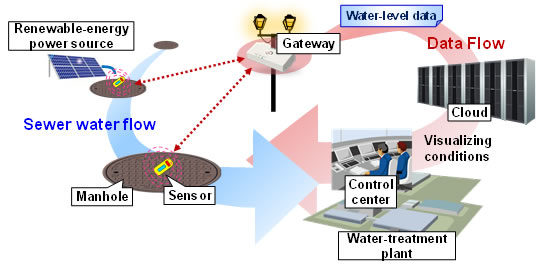 Renewable-energy
power source
Gateway
Water-level data
Data Flow
Cloud
Sewer water flow
Visualizing
conditions
Control
center
Manhole
Sensor
Water-treatment
plant